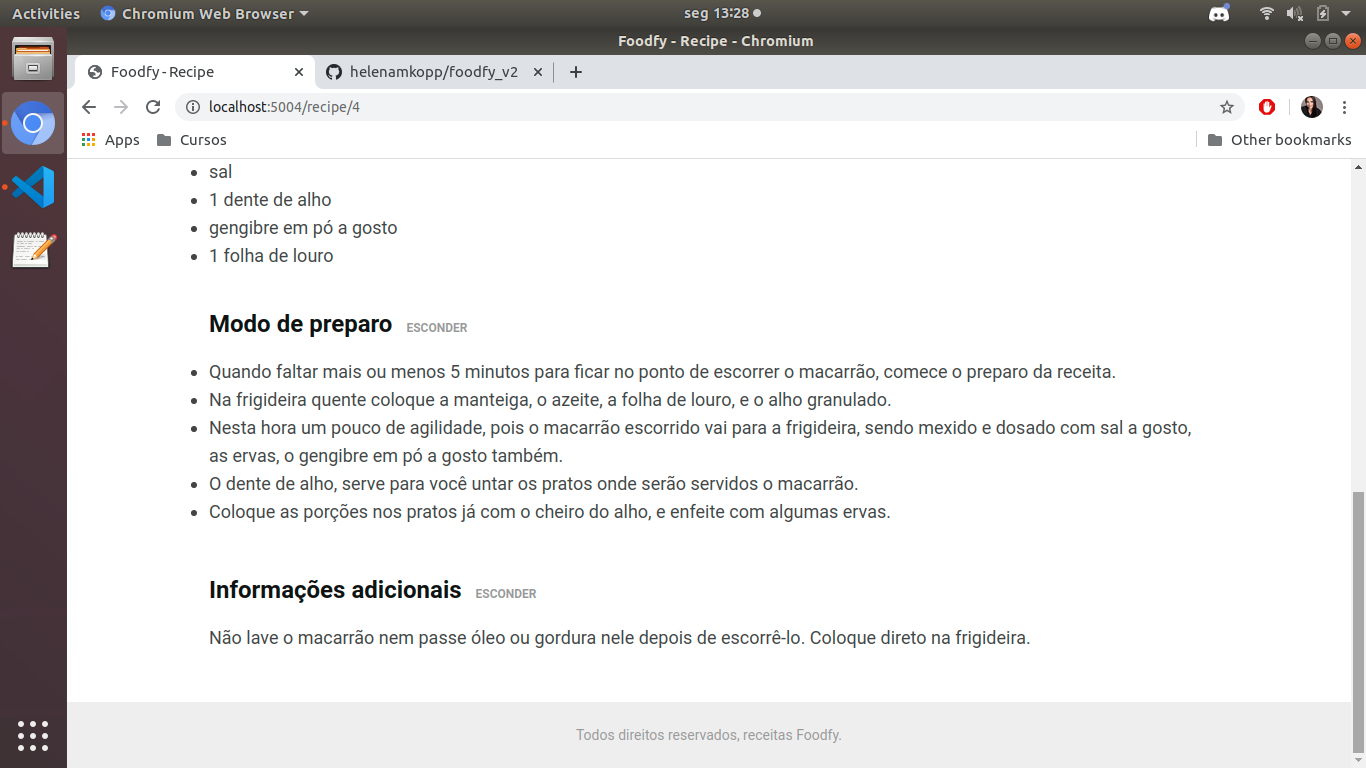 Activities Chromium Web Browser seg 13:28
Foodfy - Recipe - Chromium
Foodfy - Recipe helenamkopp/foodfy_v2
localhost:5004/recipe/4
Apps Cursos Other bookmarks
sal
1 dente de alho
gengibre em pó a gosto
1 folha de louro
Modo de preparo ESCONDER
Quando faltar mais ou menos 5 minutos para ficar no ponto de escorrer o macarrão, comece o preparo da receita.
Na frigideira quente coloque a manteiga, o azeite, a folha de louro, e o alho granulado.
Nesta hora um pouco de agilidade, pois o macarrão escorrido vai para a frigideira, sendo mexido e dosado com sal a gosto,
as ervas, o gengibre em pó a gosto também.
O dente de alho, serve para você untar os pratos onde serão servidos o macarrão.
Coloque as porções nos pratos já com o cheiro do alho, e enfeite com algumas ervas.
Informações adicionais ESCONDER
Não lave o macarrão nem passe óleo ou gordura nele depois de escorrê-lo. Coloque direto na frigideira.
Todos direitos reservados, receitas Foodfy.